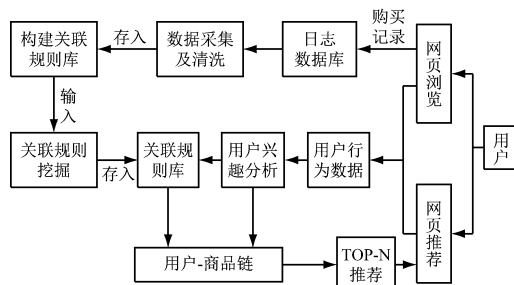 构建关联
规则库
存入
数据采集
及清洗
日志
数据库
购买
记录
网页浏览
输
入
关联规则
挖掘
存入
关联规
则库
用户兴
趣分析
用户行
为数据
用户
网页推荐
用户-商品链
TOP-N
推荐